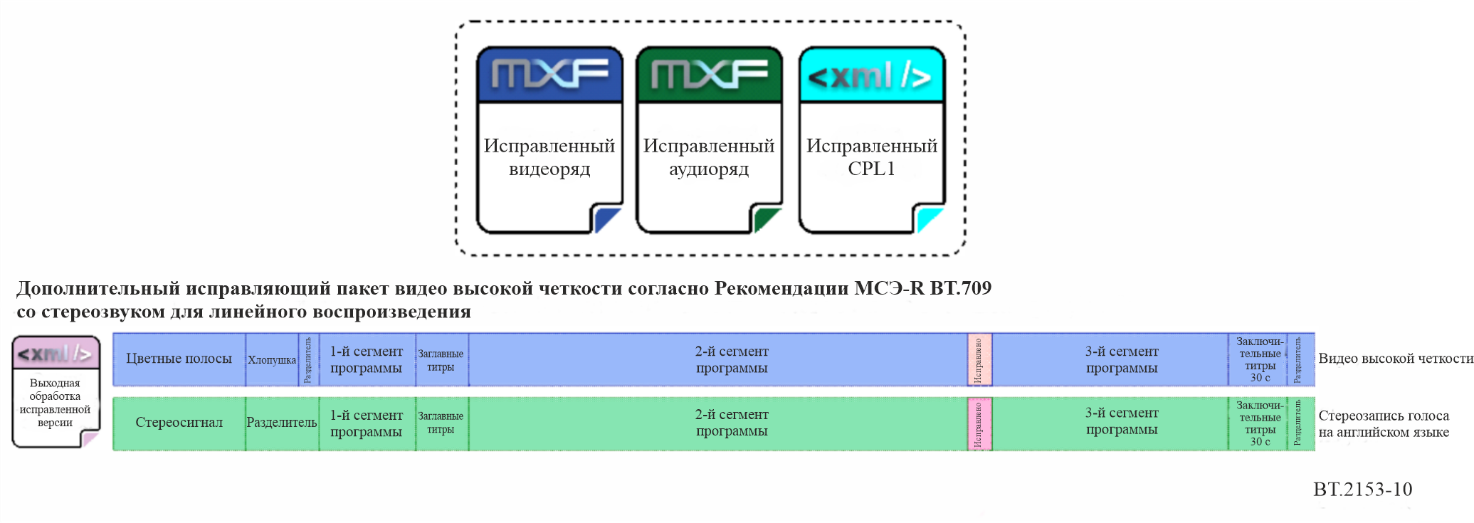 MXF MXF <xml />
Исправленный
видеоряд
Исправленный
аудиоряд
Исправленный
CPL1
Дополнительный исправляющий пакет видео высокой четкости согласно Рекомендации МСЭ-R BT.709
со стереозвуком для линейного воспроизведения
<xml />
Выходная
обработка
исправленной
версии
Цветные полосы
Хлопушка
Разделитель
1-й сегмент
программы
Заглавные
титры
2-й сегмент
программы
Исправлено
3-й сегмент
программы
Заключи-
тельные
титры
30 с
Разделитель
Видео высокой четкости
Стереосигнал
Разделитель
1-й сегмент
программы
Заглавные
титры
2-й сегмент
программы
Исправлено
3-й сегмент
программы
Заключи-
тельные
титры
30 с
Разделитель
Стереозапись голоса
на английском языке
BT.2153-10